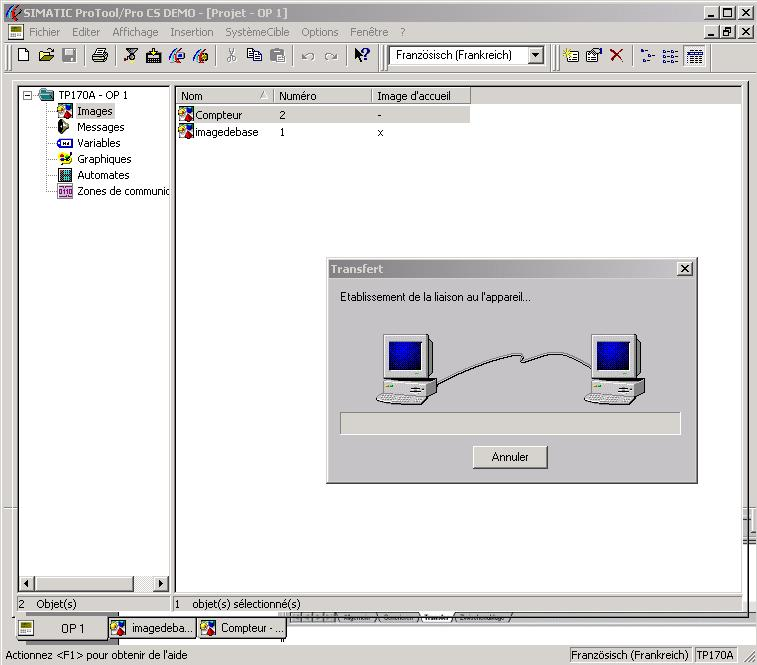 SIMATIC ProTool/Pro CS DEMO - [Projet - OP 1]
Fichier Editer Affichage Insertion SystèmeCible Options Fenêtre ?
Französisch (Frankreich)
TP170A - OP 1
Images
Messages
Variables
Graphiques
Automates
Zones de communic
Nom Numéro Image d'accueil
Compteur 2 -
imagedebase 1 x
Transfert
Etablissement de la liaison au l'appareil...
Annuler
2 Objet(s)
1 objet(s) sélectionné(s)
OP 1 imagedeba... Compteur - ...
Actionnez <F1> pour obtenir de l'aide
Französisch (Frankreich) TP170A